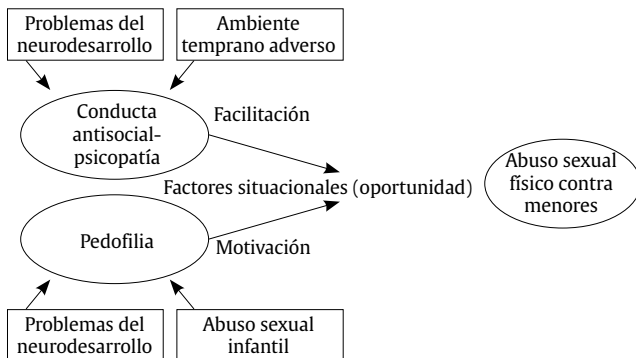 Problemas del
neurodesarrollo
Ambiente
temprano adverso
Conducta
antisocial-
psicopatía
Facilitación
Factores situacionales (oportunidad)
Abuso sexual
físico contra
menores
Pedofilia
Motivación
Problemas del
neurodesarrollo
Abuso sexual
infantil